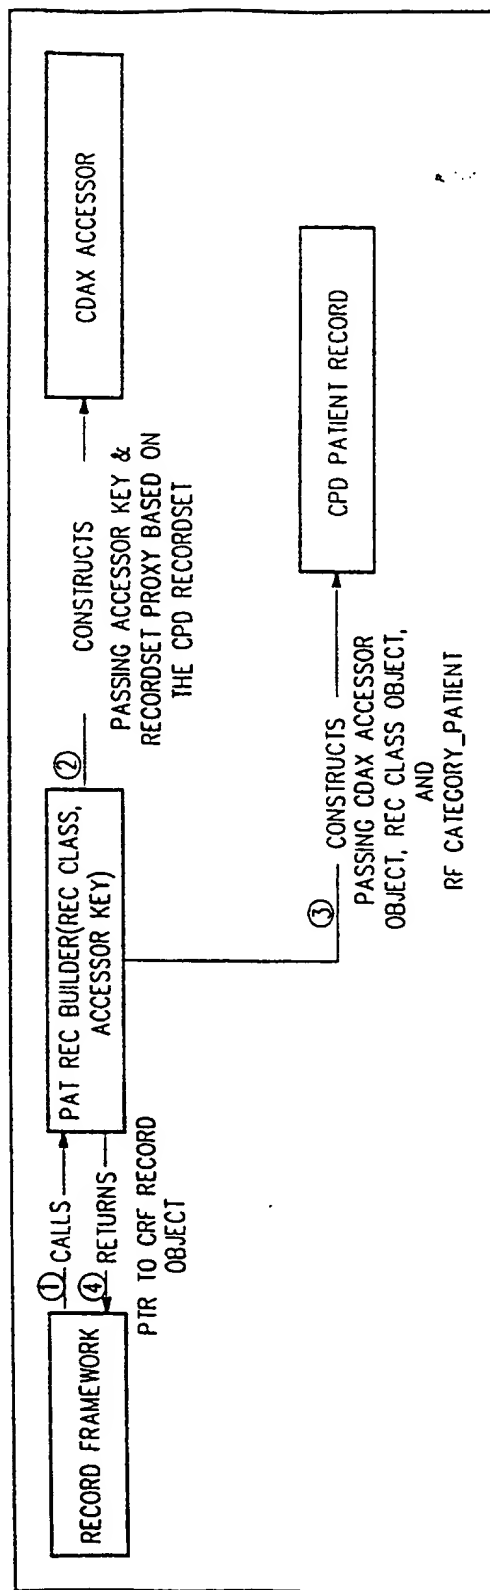 RECORD FRAMEWORK
① CALLS
④ RETURNS
PTR TO CRF RECORD
OBJECT
PAT REC BUILDER(REC CLASS,
ACCESSOR KEY)
② CONSTRUCTS
PASSING ACCESSOR KEY &
RECORDSET PROXY BASED ON
THE CPD RECORDSET
CDAX ACCESSOR
③ CONSTRUCTS
PASSING CDAX ACCESSOR
OBJECT, REC CLASS OBJECT,
AND
RF CATEGORY_PATIENT
CPD PATIENT RECORD